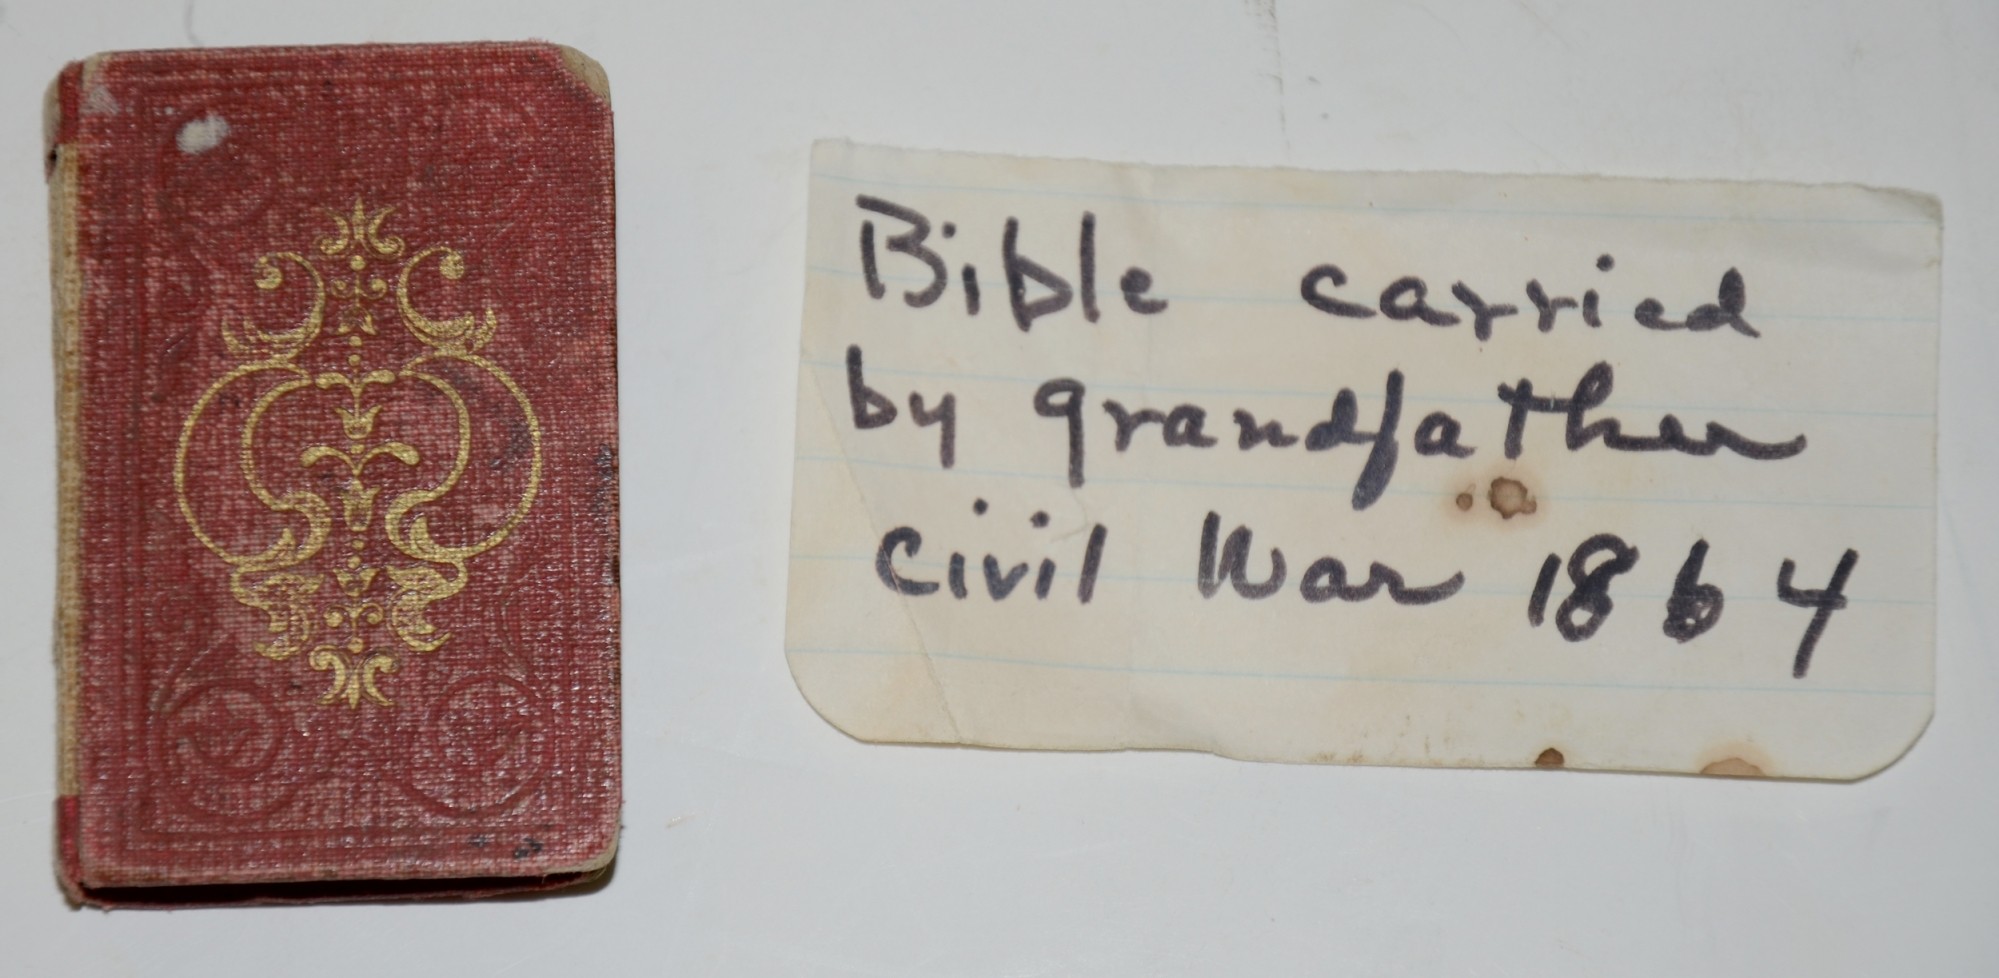 Bible carried
by grandfather
Civil War 1864